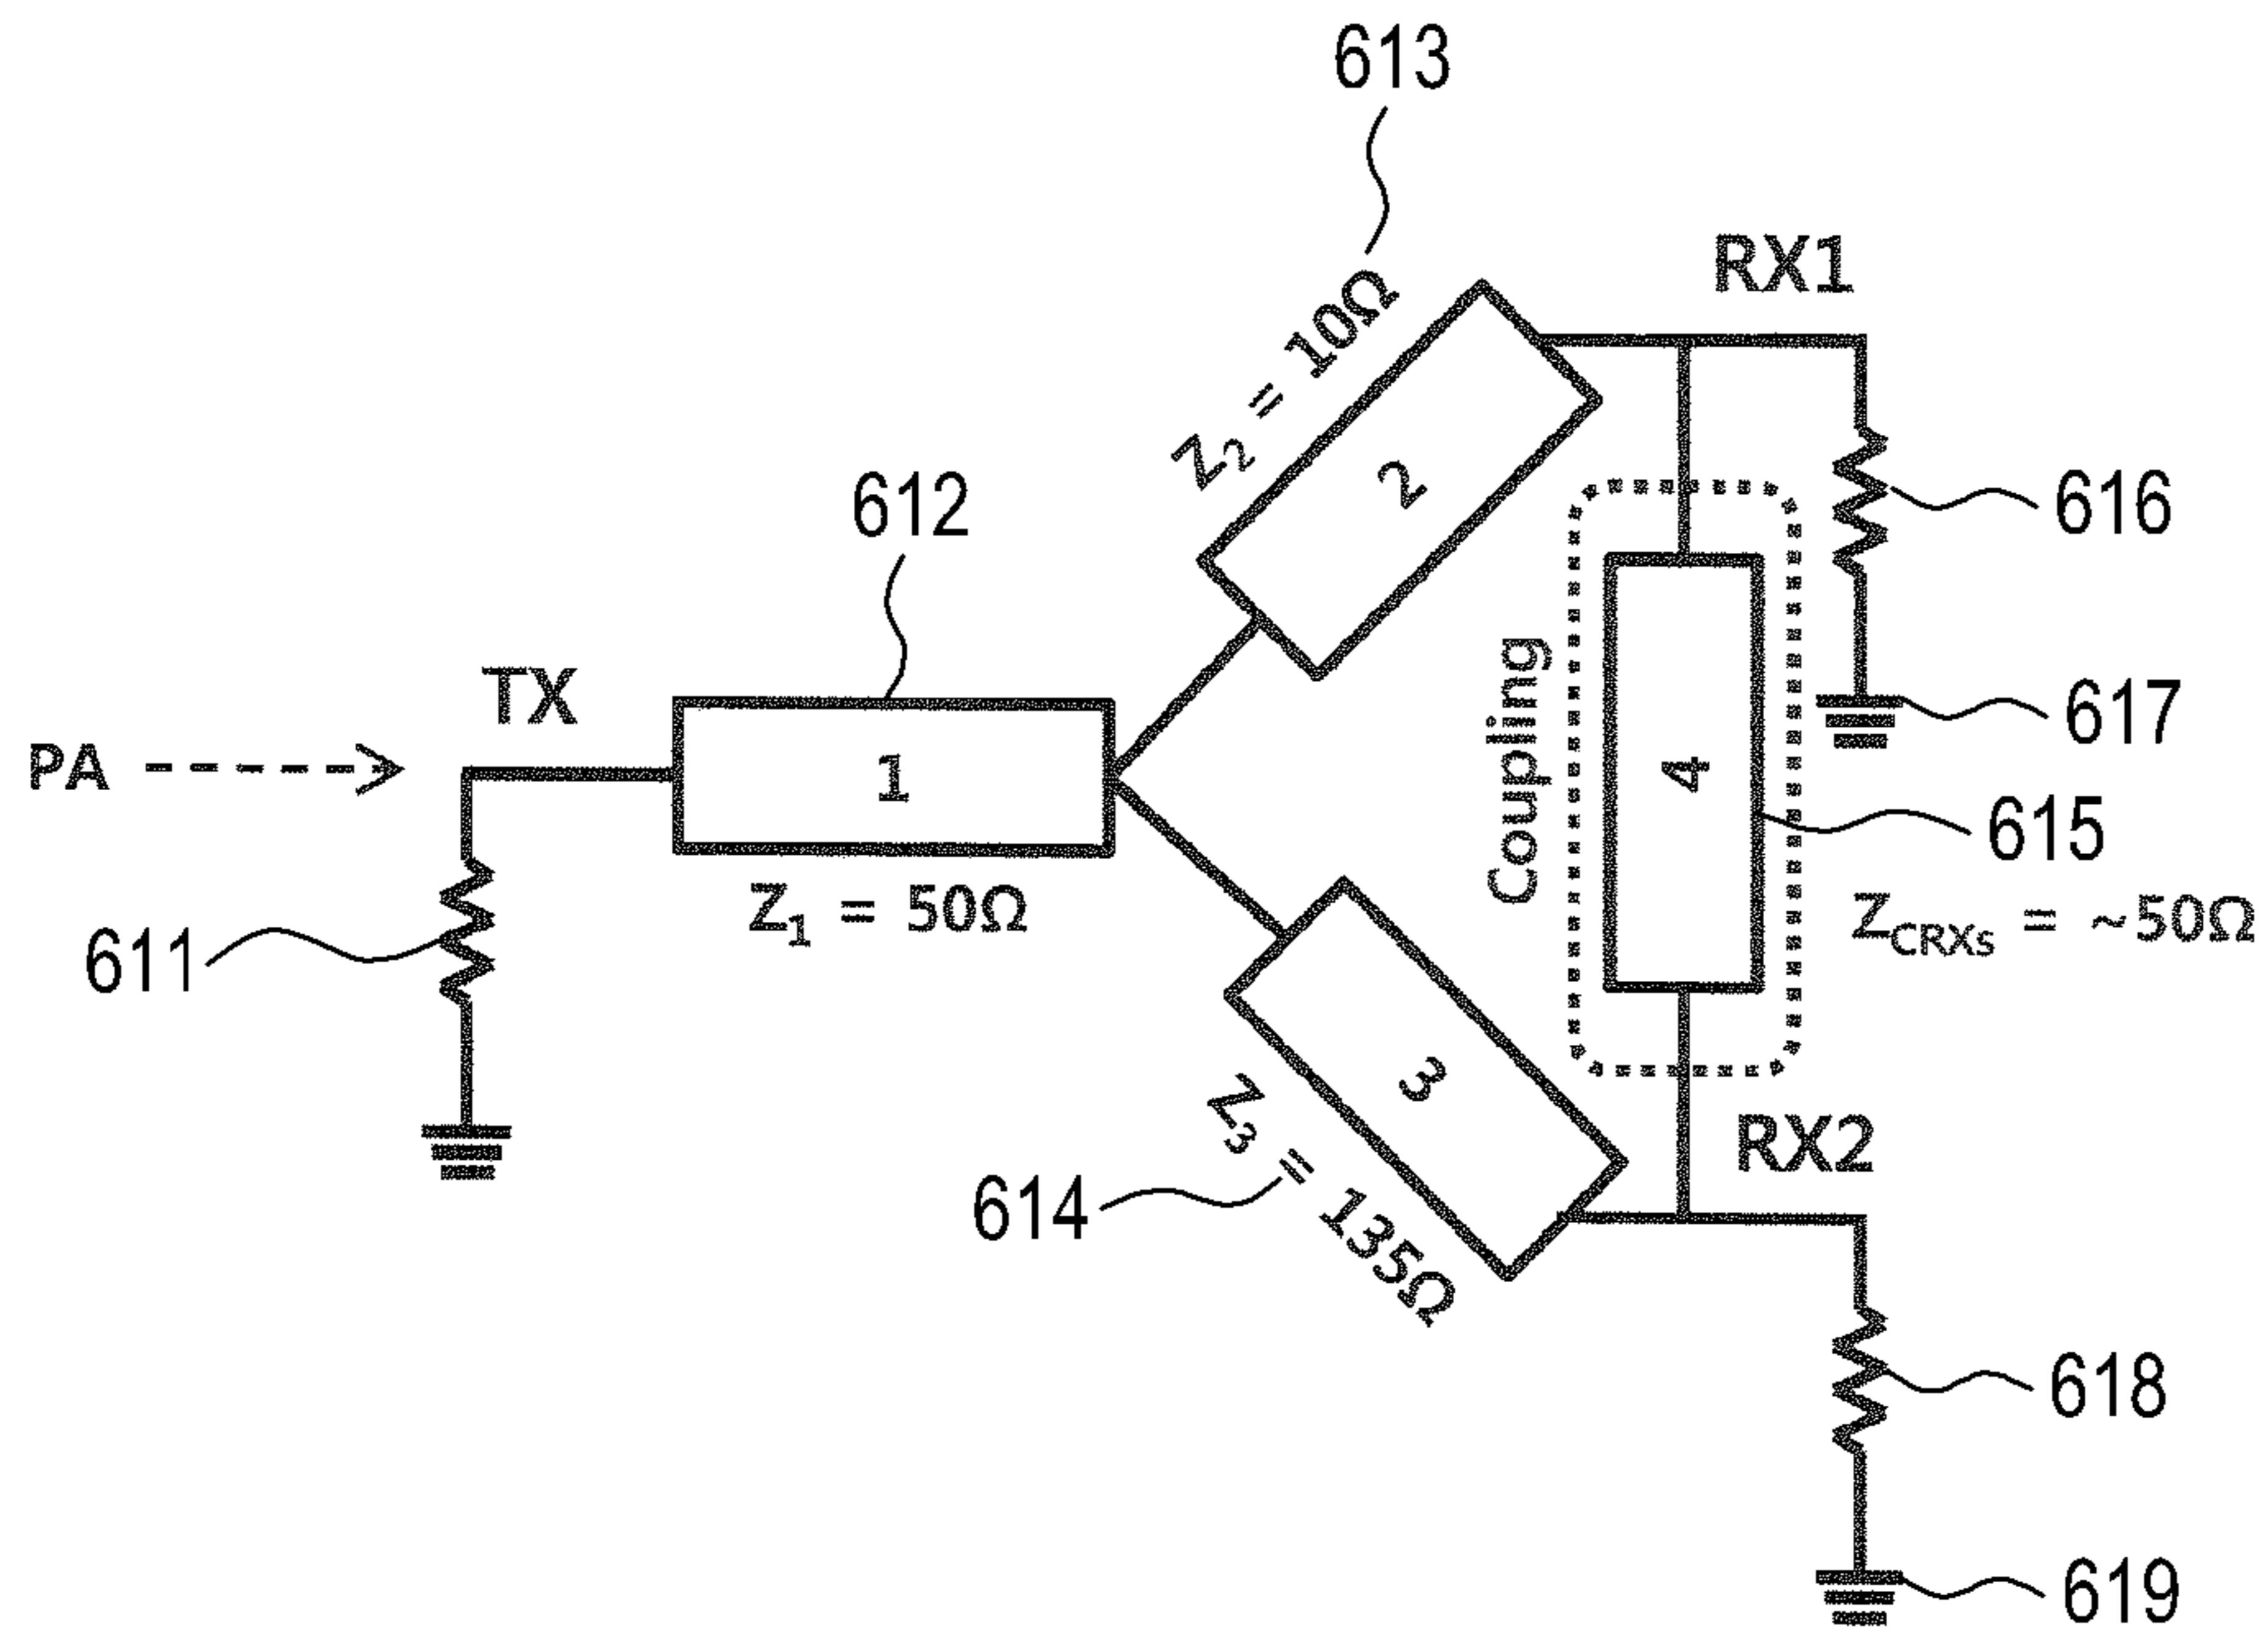 613
RX1
Z2 = 10Ω
2
612
616
TX
617
PA
1
Coupling
4
615
Z1 = 50Ω
ZCRXs = ~50Ω
611
3
RX2
614
Z3 = 135Ω
618
619